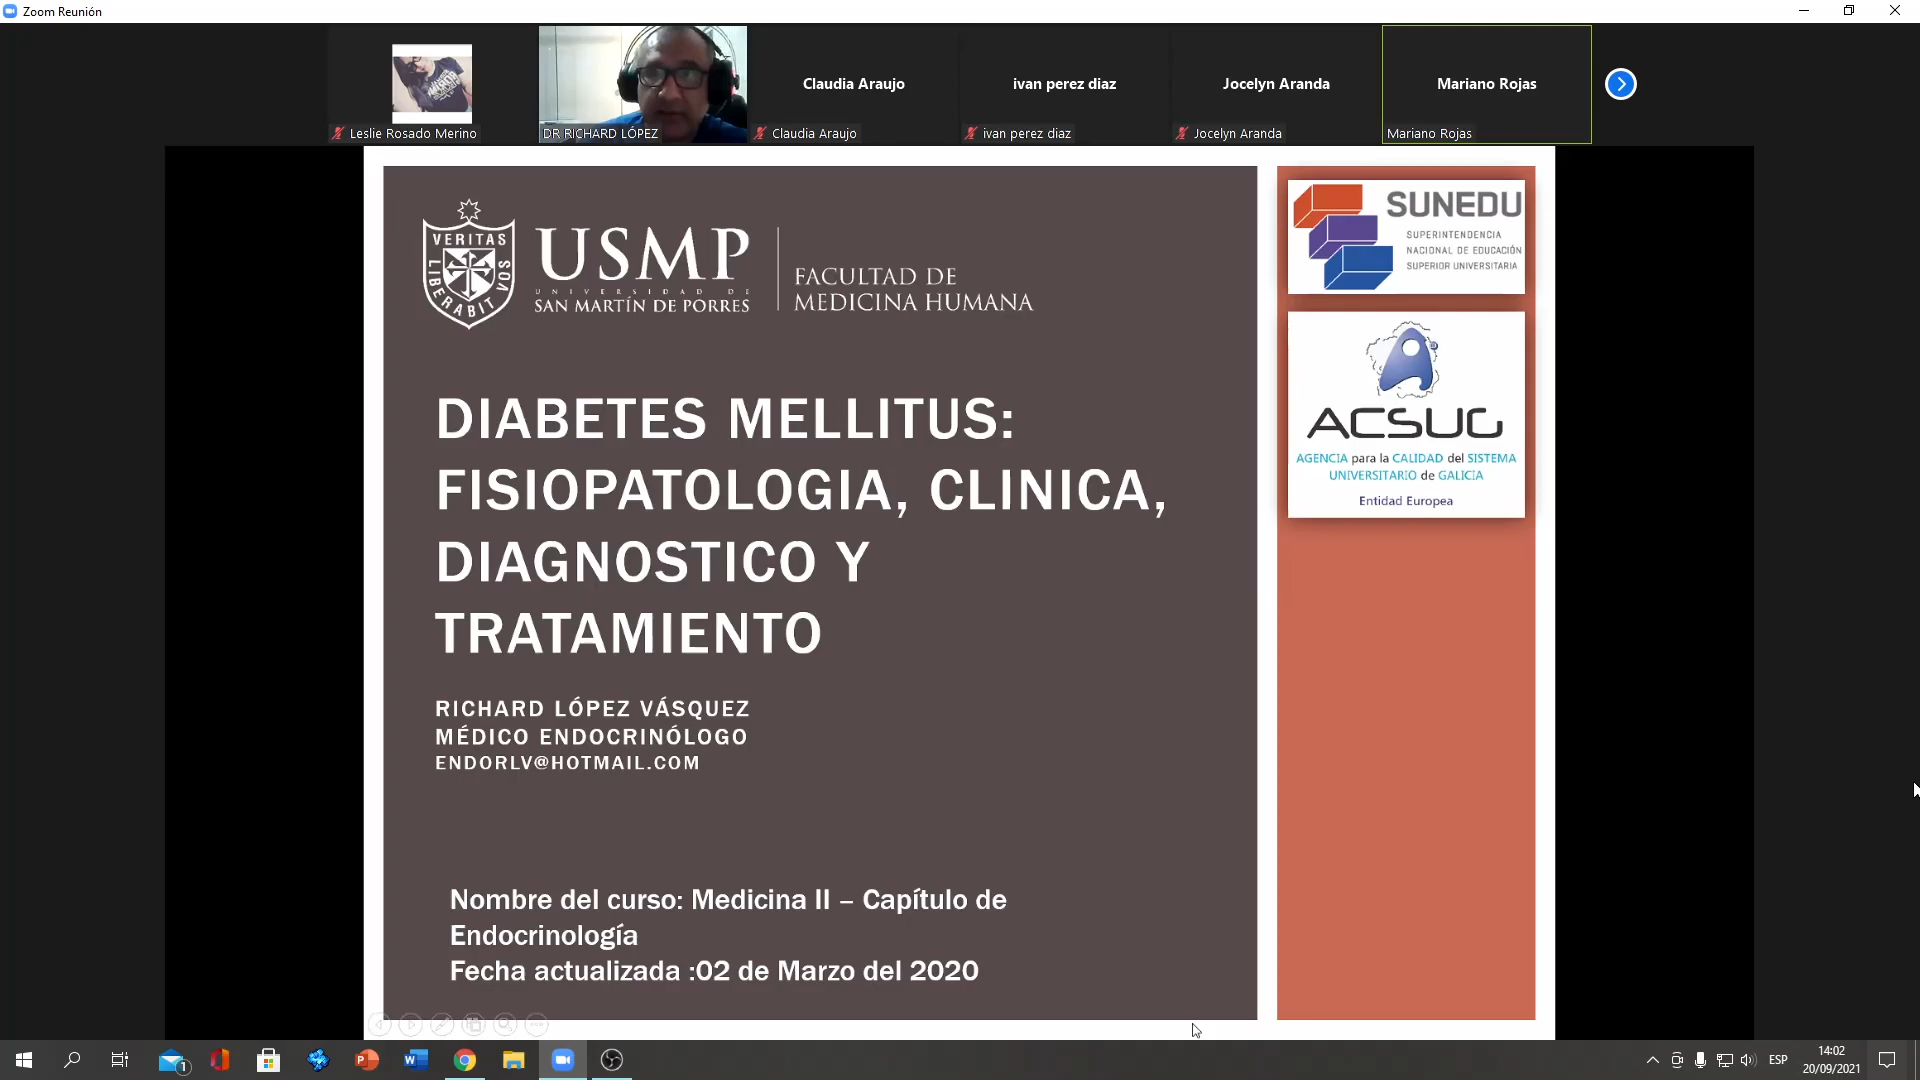 Zoom Reunión
Claudia Araujo
ivan perez diaz
Jocelyn Aranda
Mariano Rojas
Leslie Rosado Merino
DR RICHARD LÓPEZ
Claudia Araujo
ivan perez diaz
Jocelyn Aranda
Mariano Rojas
VERITAS
LIBERABIT VOS
USMP
UNIVERSIDAD DE
SAN MARTÍN DE PORRES
FACULTAD DE
MEDICINA HUMANA
SUNEDU
SUPERINTENDENCIA
NACIONAL DE EDUCACIÓN
SUPERIOR UNIVERSITARIA
ACSUG
AGENCIA para la CALIDAD del SISTEMA
UNIVERSITARIO de GALICIA
Entidad Europea
DIABETES MELLITUS:
FISIOPATOLOGIA, CLINICA,
DIAGNOSTICO Y
TRATAMIENTO
RICHARD LÓPEZ VÁSQUEZ
MÉDICO ENDOCRINÓLOGO
ENDORLV@HOTMAIL.COM
Nombre del curso: Medicina II – Capítulo de
Endocrinología
Fecha actualizada :02 de Marzo del 2020
1
ESP
14:02
20/09/2021